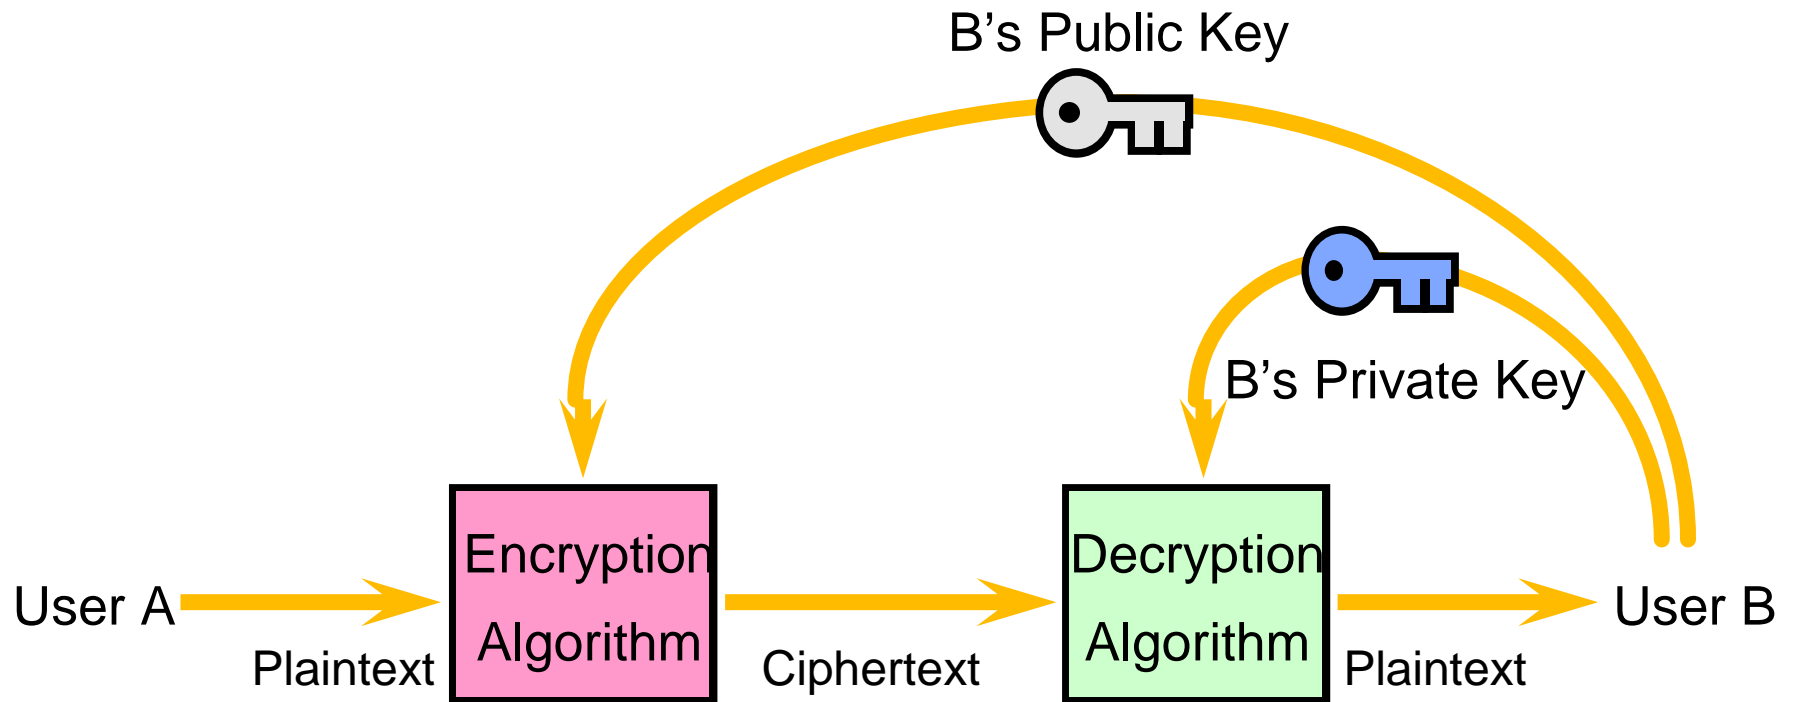 B’s Public Key
B’s Private Key
Encryption
Algorithm
Decryption
Algorithm
User A
User B
Plaintext
Ciphertext
Plaintext